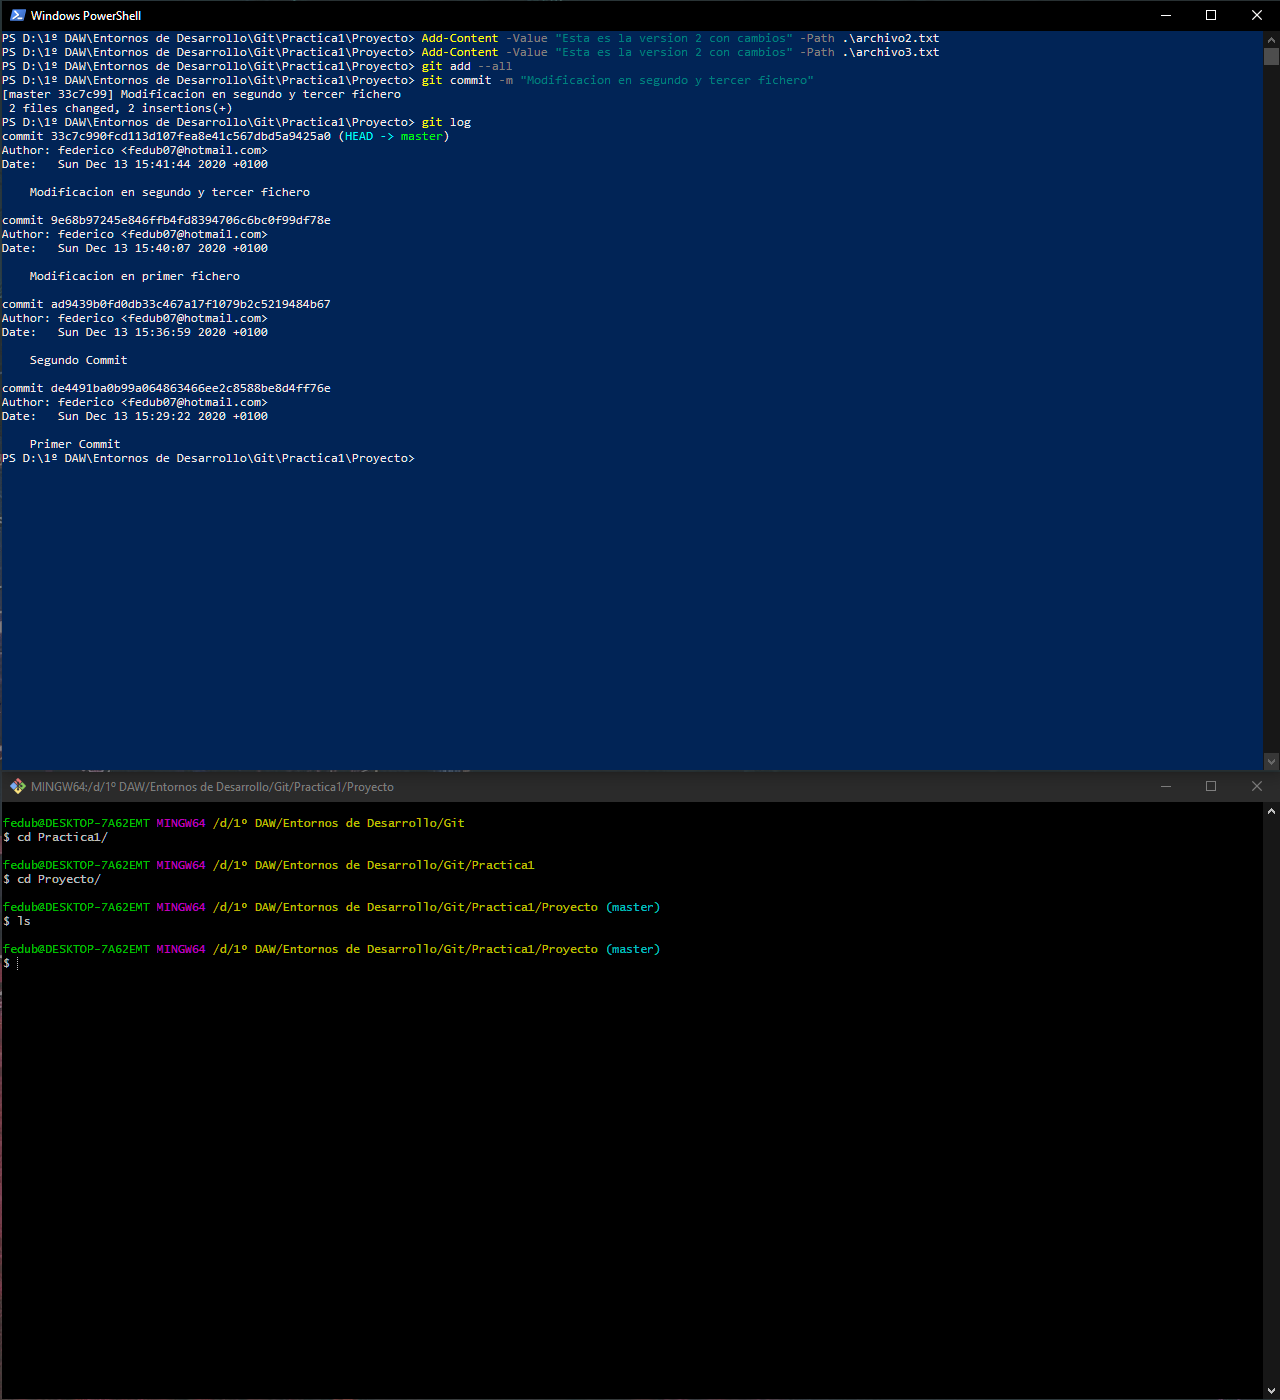 Windows PowerShell
PS D:\1º DAW\Entornos de Desarrollo\Git\Practica1\Proyecto> Add-Content -Value "Esta es la version 2 con cambios" -Path .\archivo2.txt
PS D:\1º DAW\Entornos de Desarrollo\Git\Practica1\Proyecto> Add-Content -Value "Esta es la version 2 con cambios" -Path .\archivo3.txt
PS D:\1º DAW\Entornos de Desarrollo\Git\Practica1\Proyecto> git add --all
PS D:\1º DAW\Entornos de Desarrollo\Git\Practica1\Proyecto> git commit -m "Modificacion en segundo y tercer fichero"
[master 33c7c99] Modificacion en segundo y tercer fichero
 2 files changed, 2 insertions(+)
PS D:\1º DAW\Entornos de Desarrollo\Git\Practica1\Proyecto> git log
commit 33c7c990fcd113d107fea8e41c567dbd5a9425a0 (HEAD -> master)
Author: federico <fedub07@hotmail.com>
Date:   Sun Dec 13 15:41:44 2020 +0100
    Modificacion en segundo y tercer fichero
commit 9e68b97245e846ffb4fd8394706c6bc0f99df78e
Author: federico <fedub07@hotmail.com>
Date:   Sun Dec 13 15:40:07 2020 +0100
    Modificacion en primer fichero
commit ad9439b0fd0db33c467a17f1079b2c5219484b67
Author: federico <fedub07@hotmail.com>
Date:   Sun Dec 13 15:36:59 2020 +0100
    Segundo Commit
commit de4491ba0b99a064863466ee2c8588be8d4ff76e
Author: federico <fedub07@hotmail.com>
Date:   Sun Dec 13 15:29:22 2020 +0100
    Primer Commit
PS D:\1º DAW\Entornos de Desarrollo\Git\Practica1\Proyecto>
MINGW64:/d/1º DAW/Entornos de Desarrollo/Git/Practica1/Proyecto
fedub@DESKTOP-7A62EMT MINGW64 /d/1º DAW/Entornos de Desarrollo/Git
$ cd Practica1/
fedub@DESKTOP-7A62EMT MINGW64 /d/1º DAW/Entornos de Desarrollo/Git/Practica1
$ cd Proyecto/
fedub@DESKTOP-7A62EMT MINGW64 /d/1º DAW/Entornos de Desarrollo/Git/Practica1/Proyecto (master)
$ ls
fedub@DESKTOP-7A62EMT MINGW64 /d/1º DAW/Entornos de Desarrollo/Git/Practica1/Proyecto (master)
$